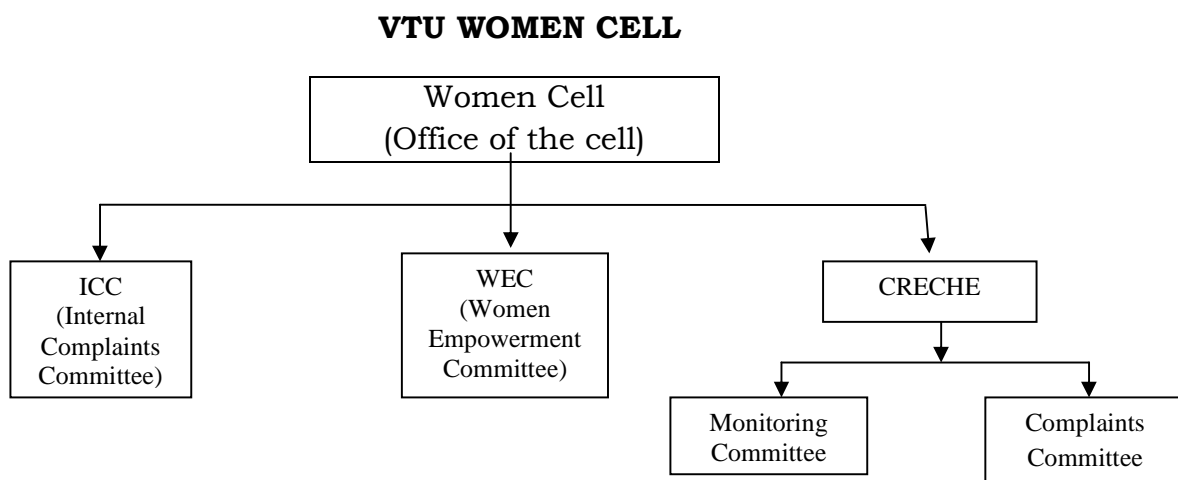 VTU WOMEN CELL
Women Cell
(Office of the cell)
ICC
(Internal
Complaints
Committee)
WEC
(Women
Empowerment
Committee)
CRECHE
Monitoring
Committee
Complaints
Committee